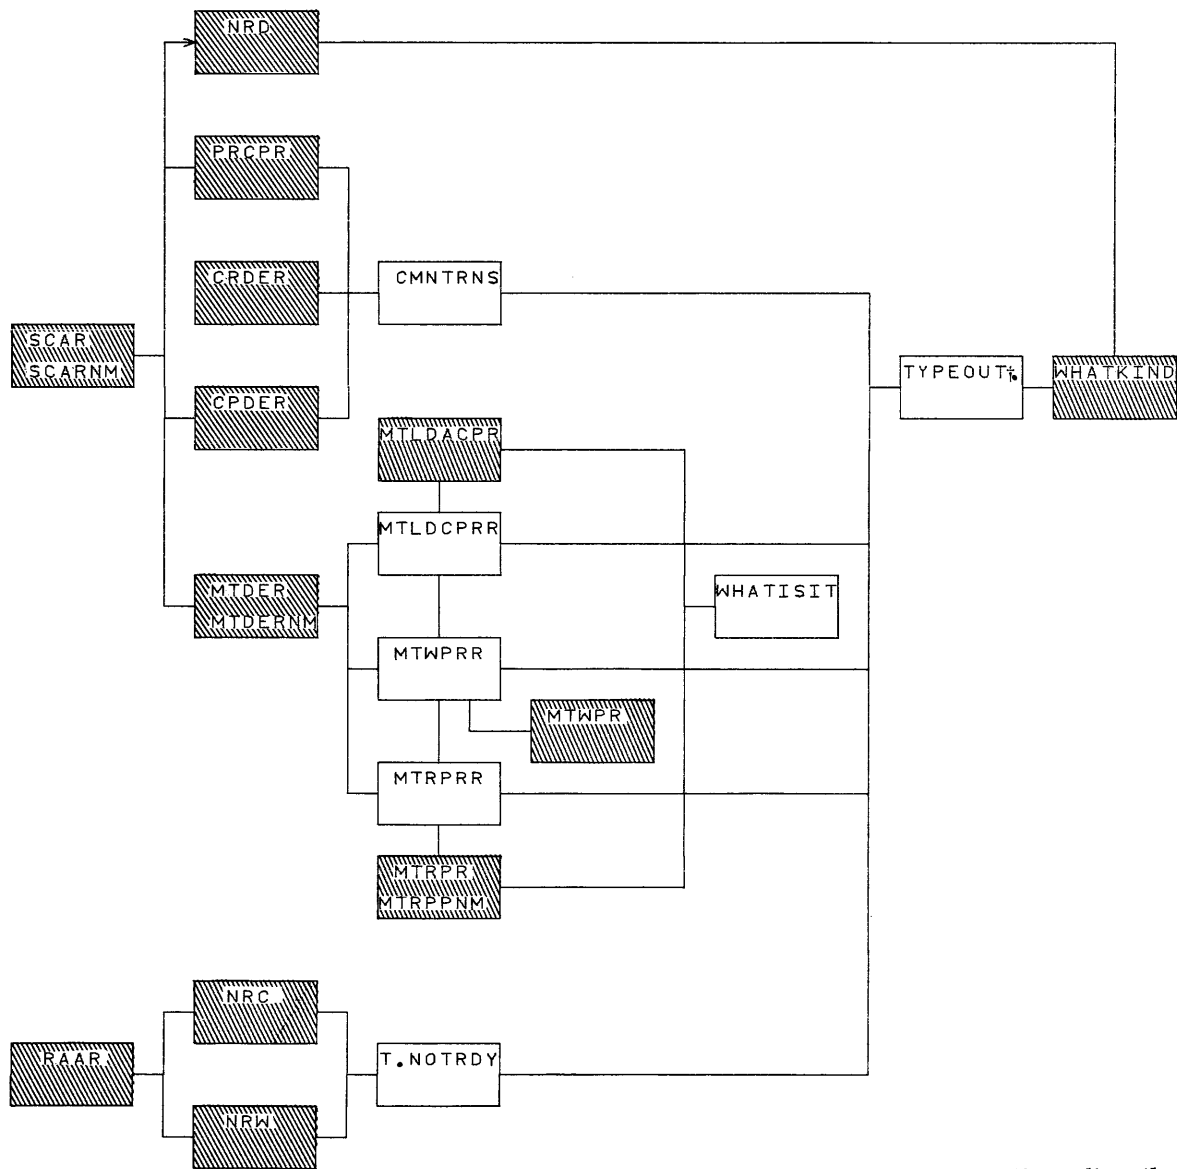 NRD
PRCPR
CRDER
CMNTRNS
SCAR
SCARNM
TYPEOUT†.
WHATKIND
CPDER
MTLDACPR
MTLDCPRR
MTDER
MTDERNM
WHATISIT
MTWPRR
MTWPR
MTRPRR
MTRPR
MTRPPNM
NRC
RAAR
T.NOTRDY
NRW